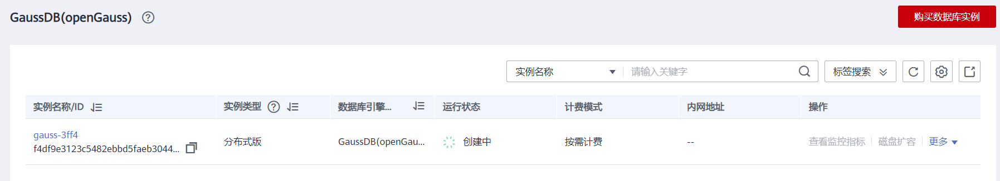 GaussDB(openGauss)
购买数据库实例
实例名称 请输入关键字 标签搜索
实例名称/ID 实例类型 数据库引擎... 运行状态 计费模式 内网地址 操作
gauss-3ff4
f4df9e3123c5482ebbd5faeb3044...
分布式版 GaussDB(openGau... 创建中 按需计费 -- 查看监控指标 磁盘扩容 更多